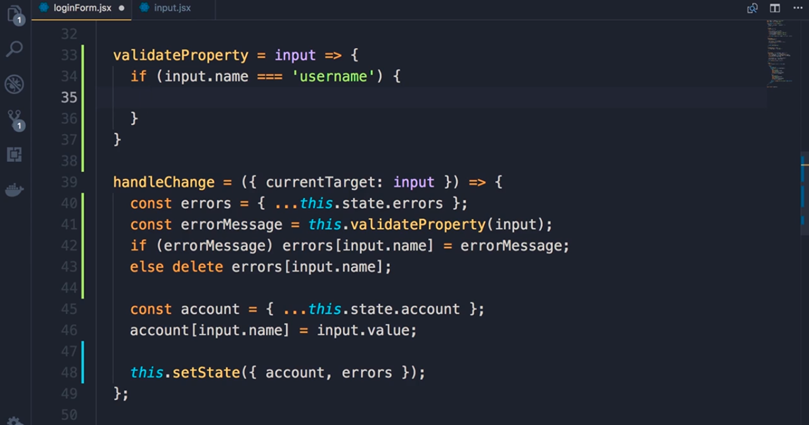 loginForm.jsx
input.jsx
1
1
32
33 validateProperty = input => {
34 if (input.name === 'username') {
35
36 }
37 }
38
39 handleChange = ({ currentTarget: input }) => {
40 const errors = { ...this.state.errors };
41 const errorMessage = this.validateProperty(input);
42 if (errorMessage) errors[input.name] = errorMessage;
43 else delete errors[input.name];
44
45 const account = { ...this.state.account };
46 account[input.name] = input.value;
47
48 this.setState({ account, errors });
49 };
50